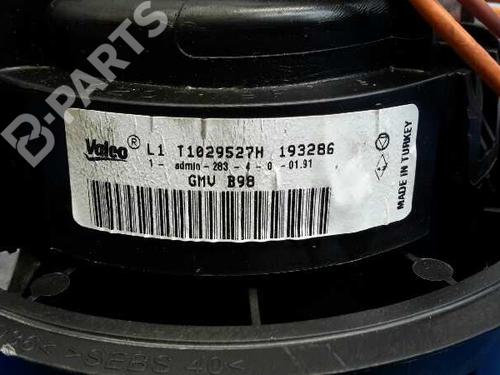 B-PARTS
Valeo® L1 T1029527H 193286
1- admin-283-4-0-01.91
GMV B98
MADE IN TURKEY
>SEBS 40<